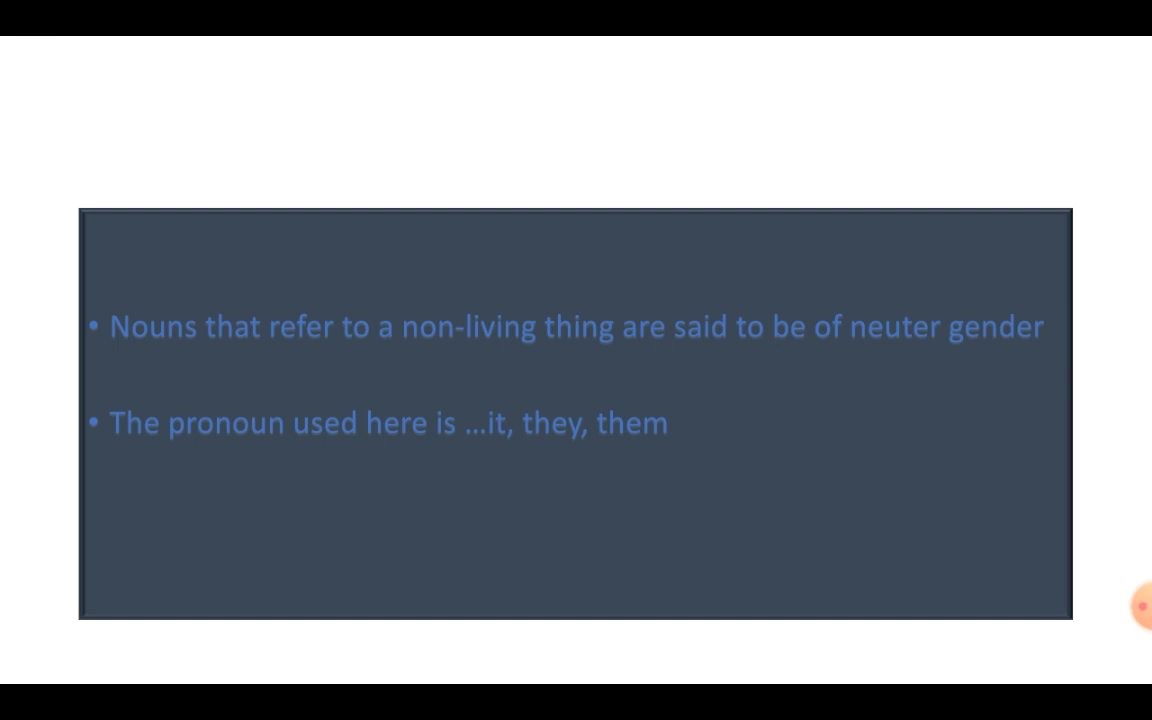 • Nouns that refer to a non-living thing are said to be of neuter gender
• The pronoun used here is ...it, they, them